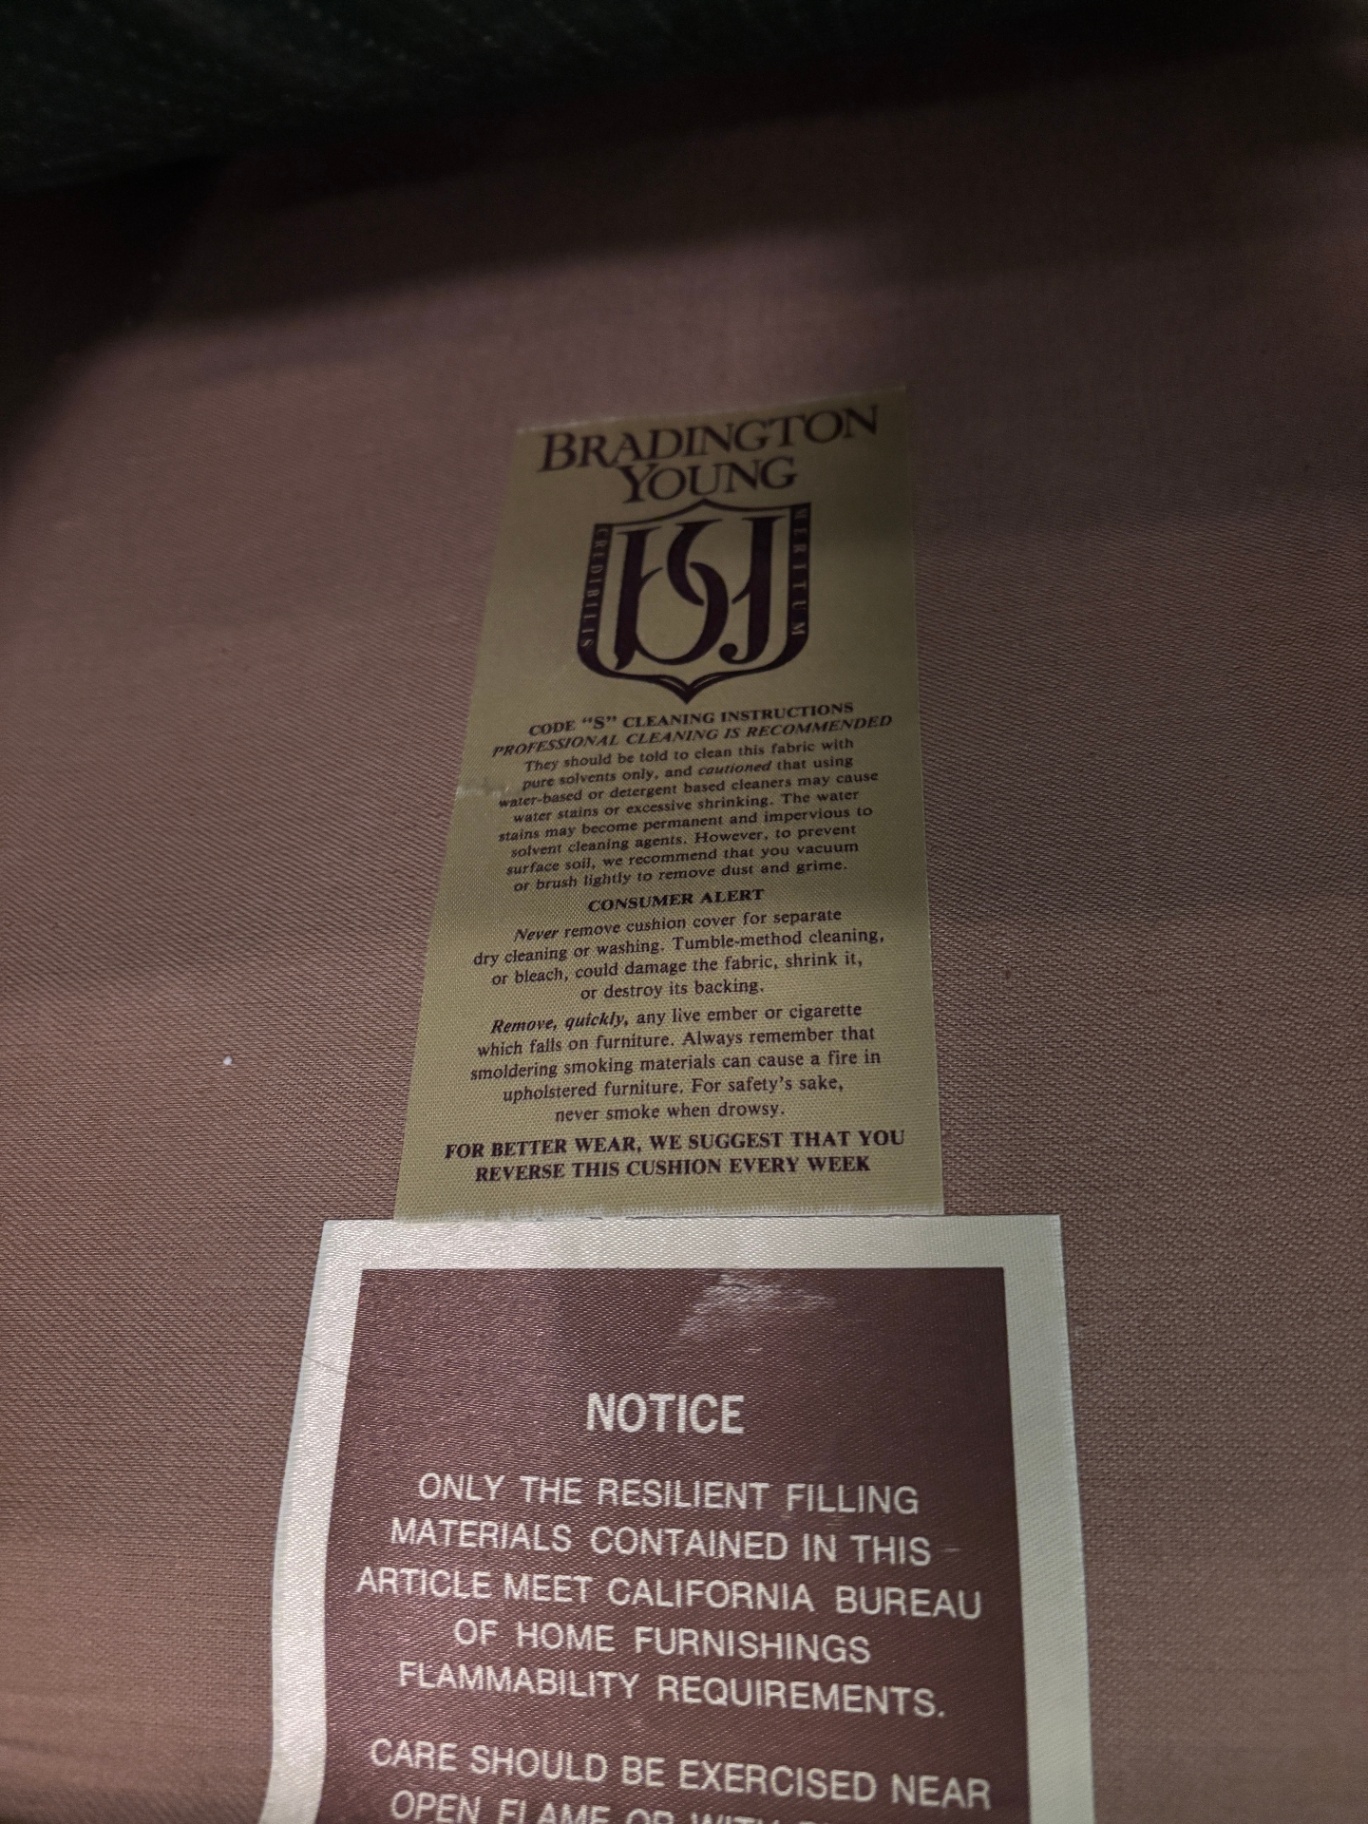 BRADINGTON
YOUNG
CREDIBILIS
MERITUM
BY
CODE "S" CLEANING INSTRUCTIONS
PROFESSIONAL CLEANING IS RECOMMENDED
They should be told to clean this fabric with
pure solvents only, and cautioned that using
water-based or detergent based cleaners may cause
water stains or excessive shrinking. The water
stains may become permanent and impervious to
solvent cleaning agents. However, to prevent
surface soil, we recommend that you vacuum
or brush lightly to remove dust and grime.
CONSUMER ALERT
Never remove cushion cover for separate
dry cleaning or washing. Tumble-method cleaning,
or bleach, could damage the fabric, shrink it,
or destroy its backing.
Remove, quickly, any live ember or cigarette
which falls on furniture. Always remember that
smoldering smoking materials can cause a fire in
upholstered furniture. For safety's sake,
never smoke when drowsy.
FOR BETTER WEAR, WE SUGGEST THAT YOU
REVERSE THIS CUSHION EVERY WEEK
NOTICE
ONLY THE RESILIENT FILLING
MATERIALS CONTAINED IN THIS
ARTICLE MEET CALIFORNIA BUREAU
OF HOME FURNISHINGS
FLAMMABILITY REQUIREMENTS.
CARE SHOULD BE EXERCISED NEAR
OPEN FLAME OR WITH